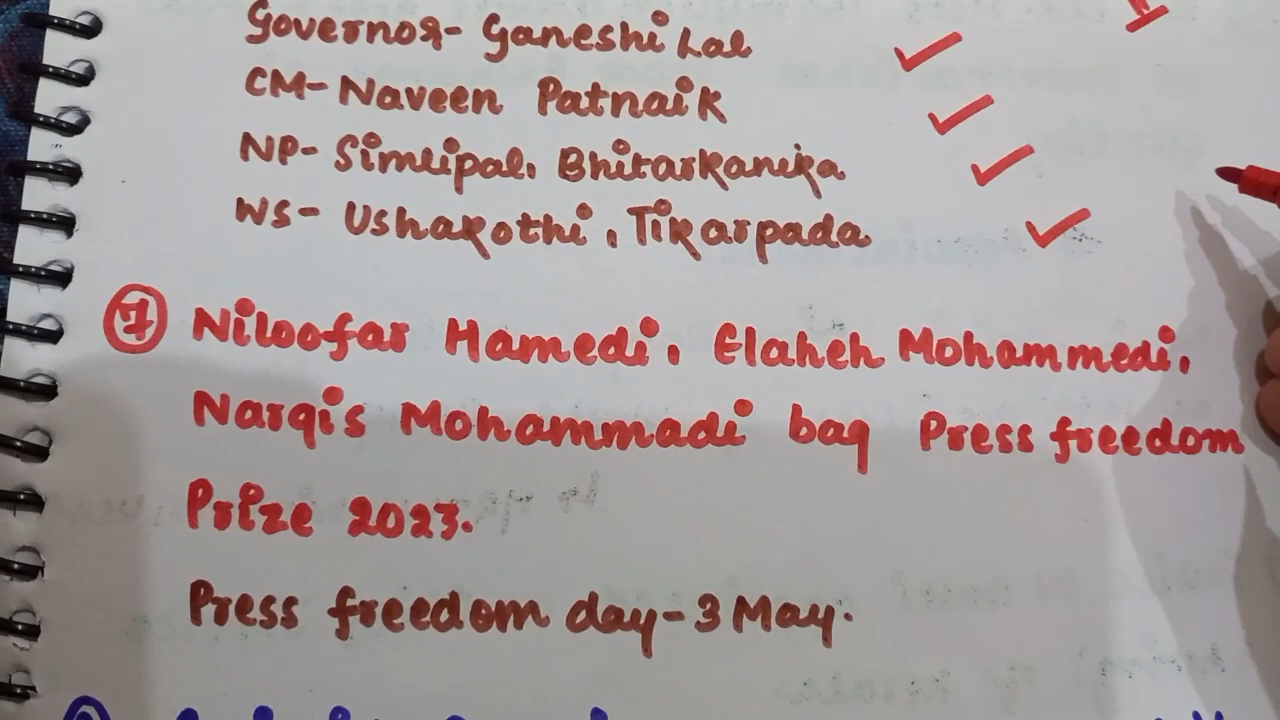 Governor- Ganeshi Lal
CM- Naveen Patnaik
NP- Simlipal, Bhitarkanika
WS- Ushakothi, Tikarpada
7 Niloofar Hamedi, Elaheh Mohammedi,
Narqis Mohammadi bag Press freedom
Prize 2023.
Press freedom day- 3 May.